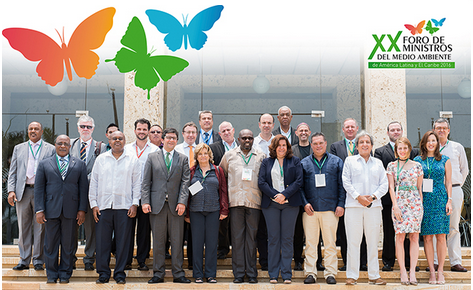 XX FORO DE
MINISTROS
DEL MEDIO AMBIENTE
de América Latina y El Caribe 2016